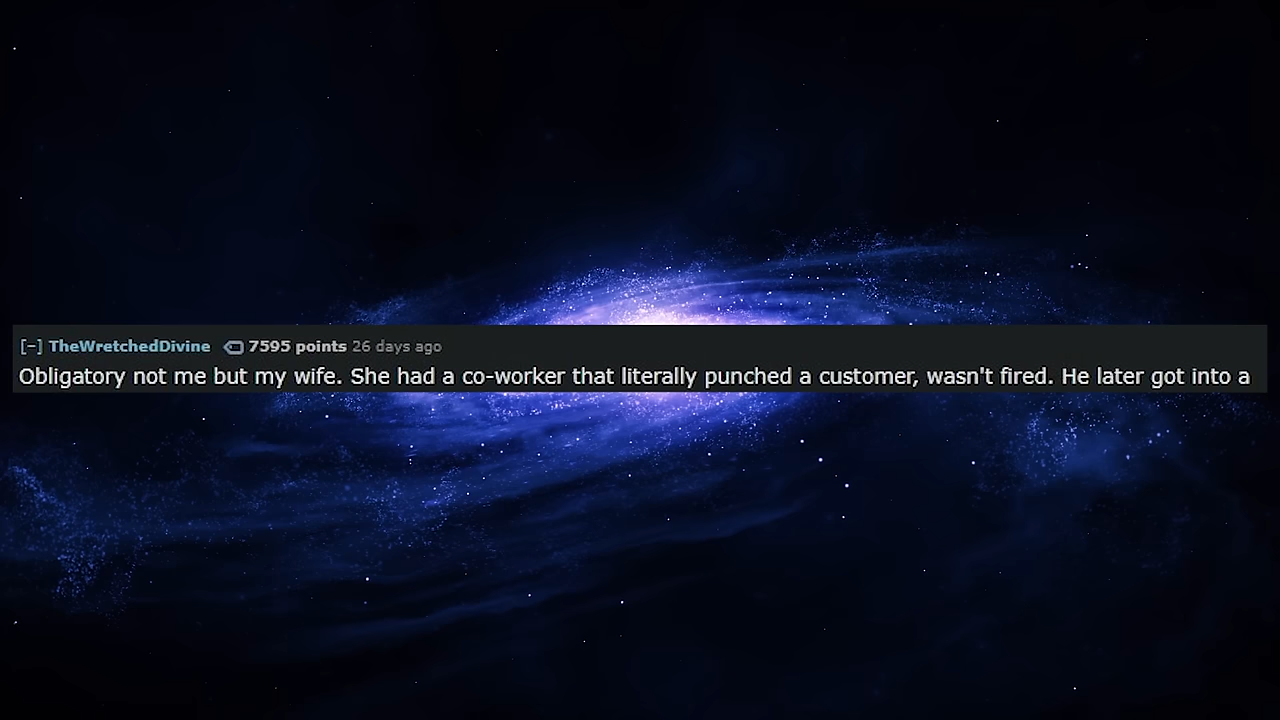 [−] TheWretchedDivine 7595 points 26 days ago
Obligatory not me but my wife. She had a co-worker that literally punched a customer, wasn't fired. He later got into a